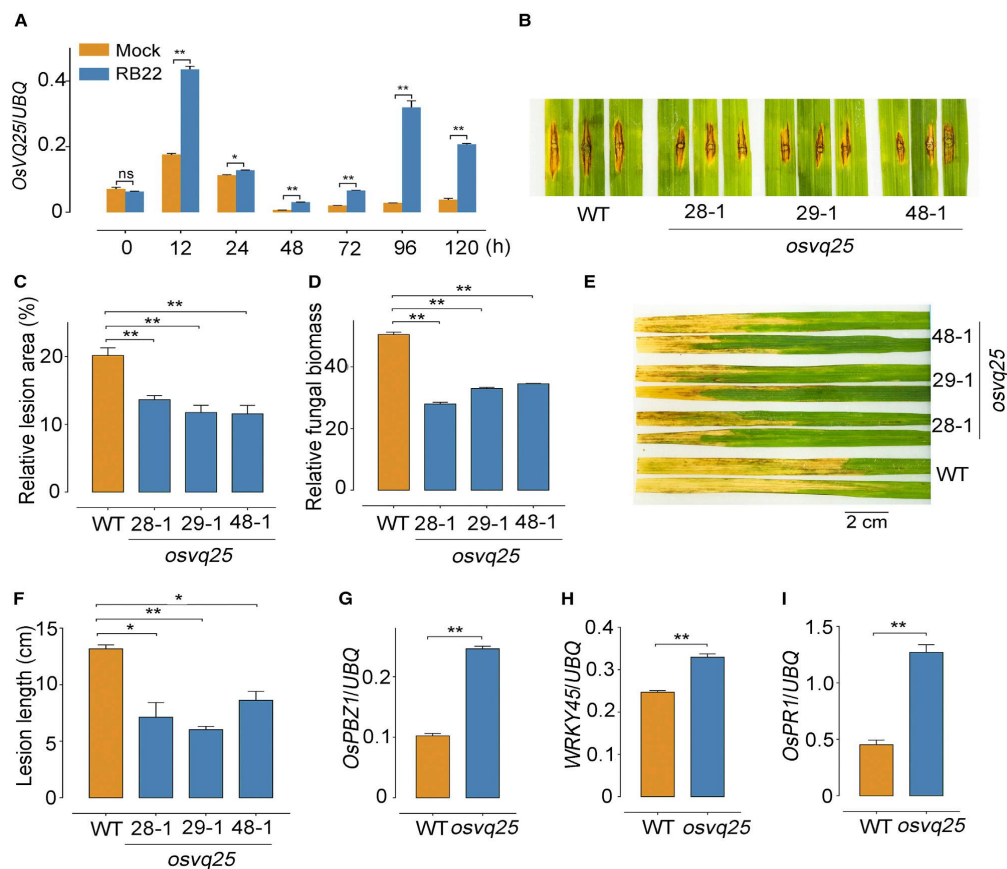 A
Mock
RB22
OsVQ25/UBQ
0.4
0.2
0
ns
**
*
**
**
**
**
0 12 24 48 72 96 120 (h)
B
WT 28-1 29-1 48-1
osvq25
C
Relative lesion area (%)
20
10
0
**
**
**
WT 28-1 29-1 48-1
osvq25
D
Relative fungal biomass
40
20
0
**
**
**
WT 28-1 29-1 48-1
osvq25
E
48-1
29-1
28-1
osvq25
WT
2 cm
F
Lesion length (cm)
15
10
5
0
*
**
*
WT 28-1 29-1 48-1
osvq25
G
OsPBZ1/UBQ
0.2
0.1
0
**
WT osvq25
H
WRKY45/UBQ
0.4
0.3
0.2
0.1
0
**
WT osvq25
I
OsPR1/UBQ
1.5
1.0
0.5
0
**
WT osvq25